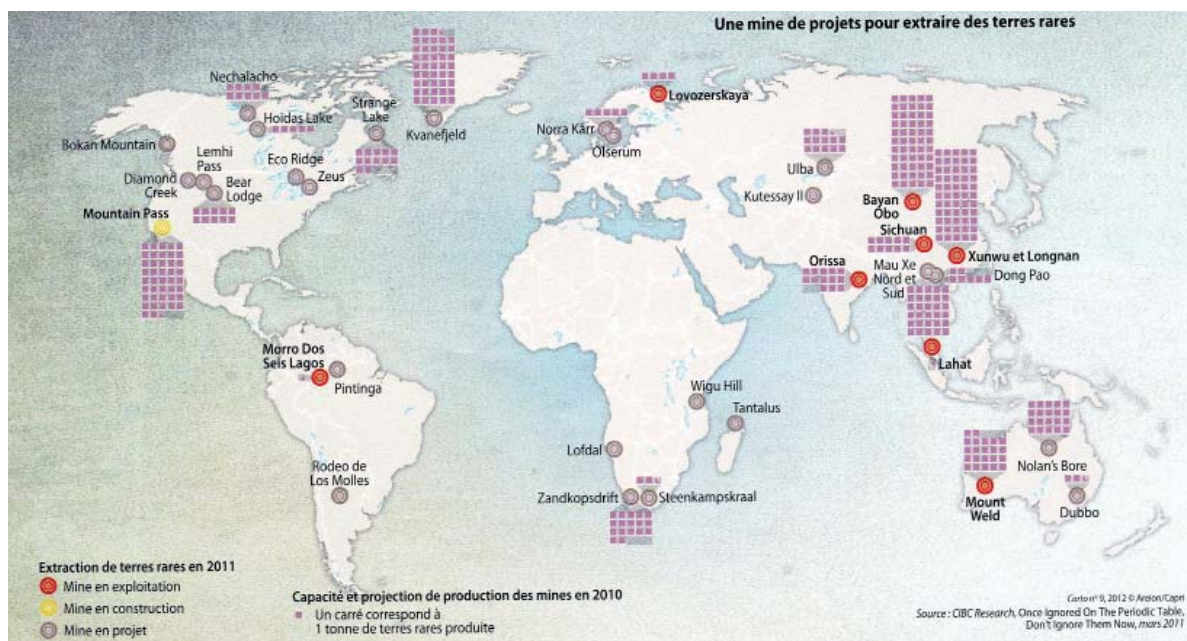 Une mine de projets pour extraire des terres rares
Nechalacho
Hoidas Lake
Strange
Lake
Kvanefjeld
Bokan Mountain
Lemhi
Pass
Diamond
Creek
Bear
Lodge
Eco Ridge
Zeus
Mountain Pass
Lovozerskaya
Norra Kärr
Olserum
Ulba
Kutessay II
Bayan
Obo
Sichuan
Xunwu et Longnan
Orissa
Mau Xe
Nord et
Sud
Dong Pao
Lahat
Morro Dos
Seis Lagos
Pintinga
Rodeo de
Los Molles
Wigu Hill
Tantalus
Lofdal
Zandkopsdrift
Steenkampskraal
Nolan's Bore
Mount
Weld
Dubbo
Extraction de terres rares en 2011
Mine en exploitation
Mine en construction
Mine en projet
Capacité et projection de production des mines en 2010
Un carré correspond à
1 tonne de terres rares produite
Carto n° 9, 2012 © Areion/Capri
Source : CIBC Research, Once Ignored On The Periodic Table,
Don't Ignore Them Now, mars 2011